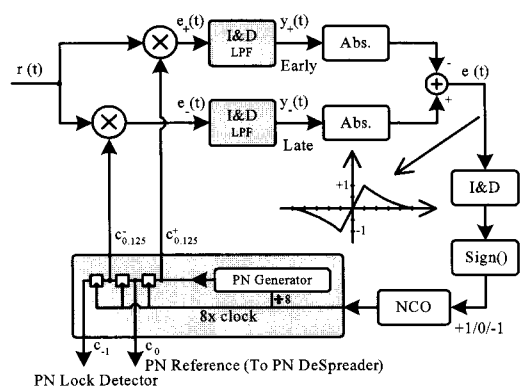 e₊(t)
I&D
LPF
y₊(t)
Early
Abs.
-
r (t)
e (t)
+
e₋(t)
I&D
LPF
y₋(t)
Late
Abs.
+1
-1
I&D
c⁻0.125
c⁺0.125
Sign()
PN Generator
÷8
8x clock
NCO
+1/0/-1
c₋₁
c₀
PN Reference (To PN DeSpreader)
PN Lock Detector